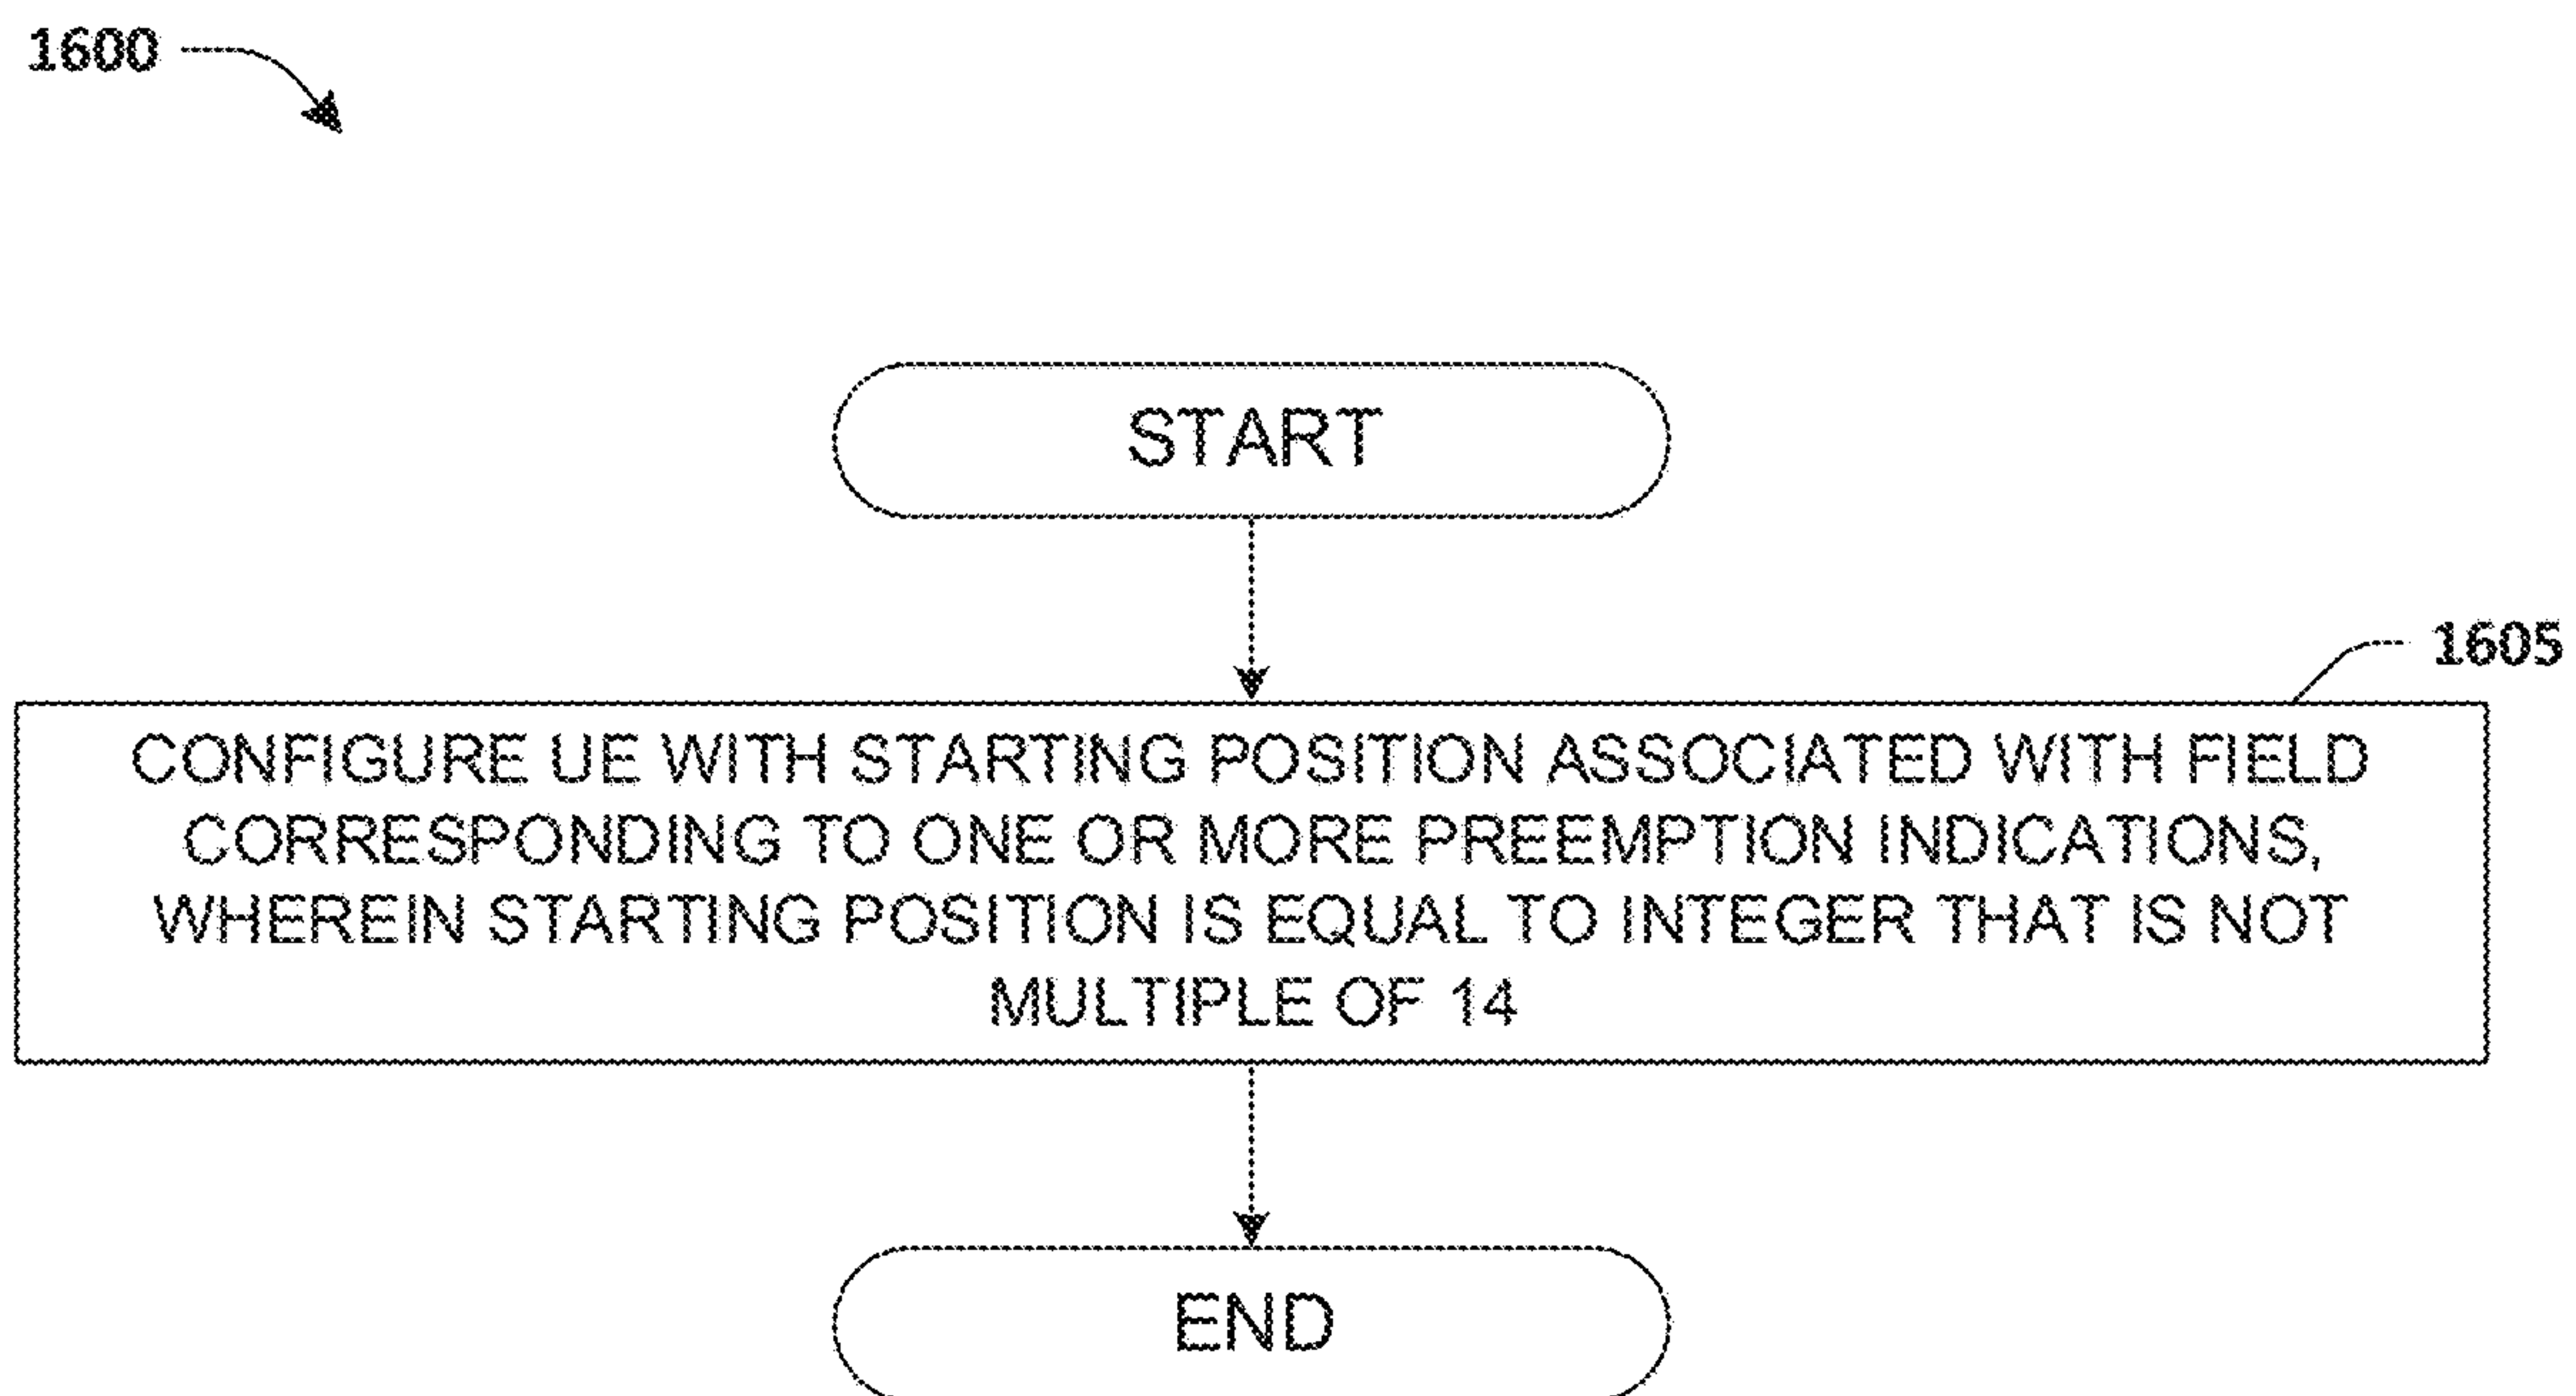 1600
START
1605
CONFIGURE UE WITH STARTING POSITION ASSOCIATED WITH FIELD
CORRESPONDING TO ONE OR MORE PREEMPTION INDICATIONS,
WHEREIN STARTING POSITION IS EQUAL TO INTEGER THAT IS NOT
MULTIPLE OF 14
END